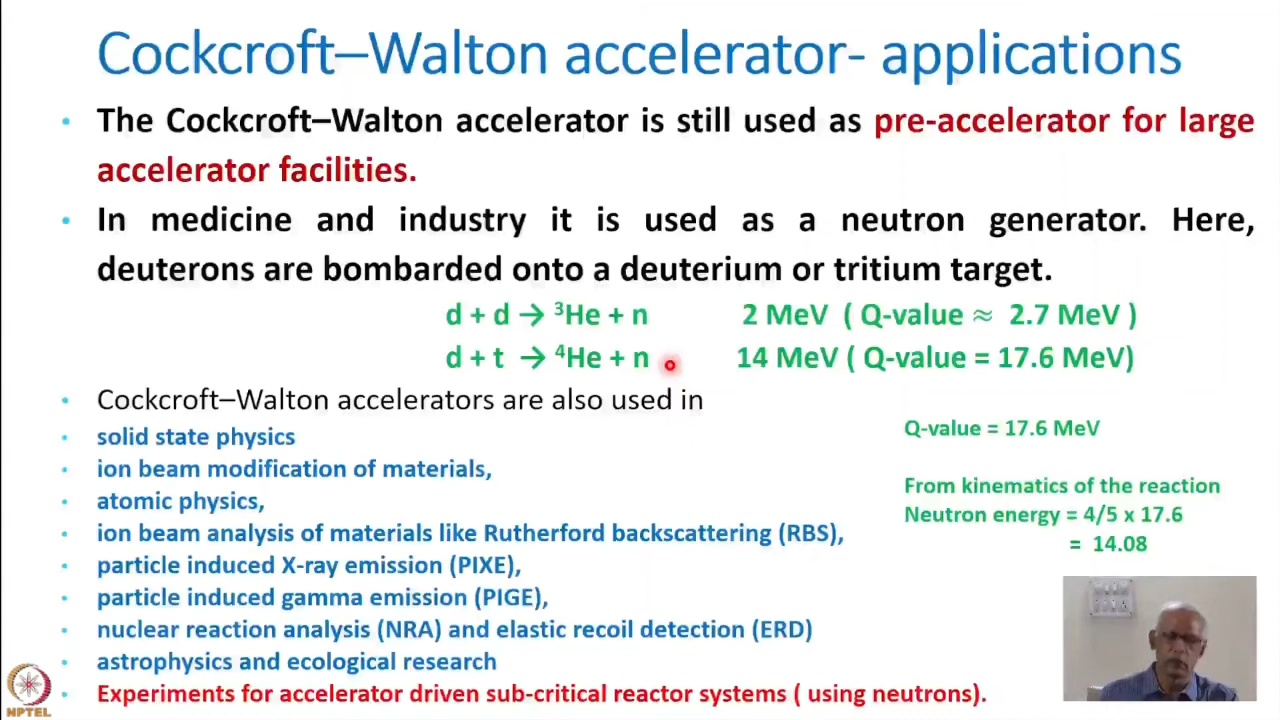 Cockcroft–Walton accelerator- applications
• The Cockcroft–Walton accelerator is still used as pre-accelerator for large
accelerator facilities.
• In medicine and industry it is used as a neutron generator. Here,
deuterons are bombarded onto a deuterium or tritium target.
d + d → ³He + n 2 MeV ( Q-value ≈ 2.7 MeV )
d + t → ⁴He + n 14 MeV ( Q-value = 17.6 MeV)
• Cockcroft–Walton accelerators are also used in
• solid state physics
• ion beam modification of materials,
• atomic physics,
• ion beam analysis of materials like Rutherford backscattering (RBS),
• particle induced X-ray emission (PIXE),
• particle induced gamma emission (PIGE),
• nuclear reaction analysis (NRA) and elastic recoil detection (ERD)
• astrophysics and ecological research
• Experiments for accelerator driven sub-critical reactor systems ( using neutrons).
Q-value = 17.6 MeV
From kinematics of the reaction
Neutron energy = 4/5 x 17.6
= 14.08
NPTEL